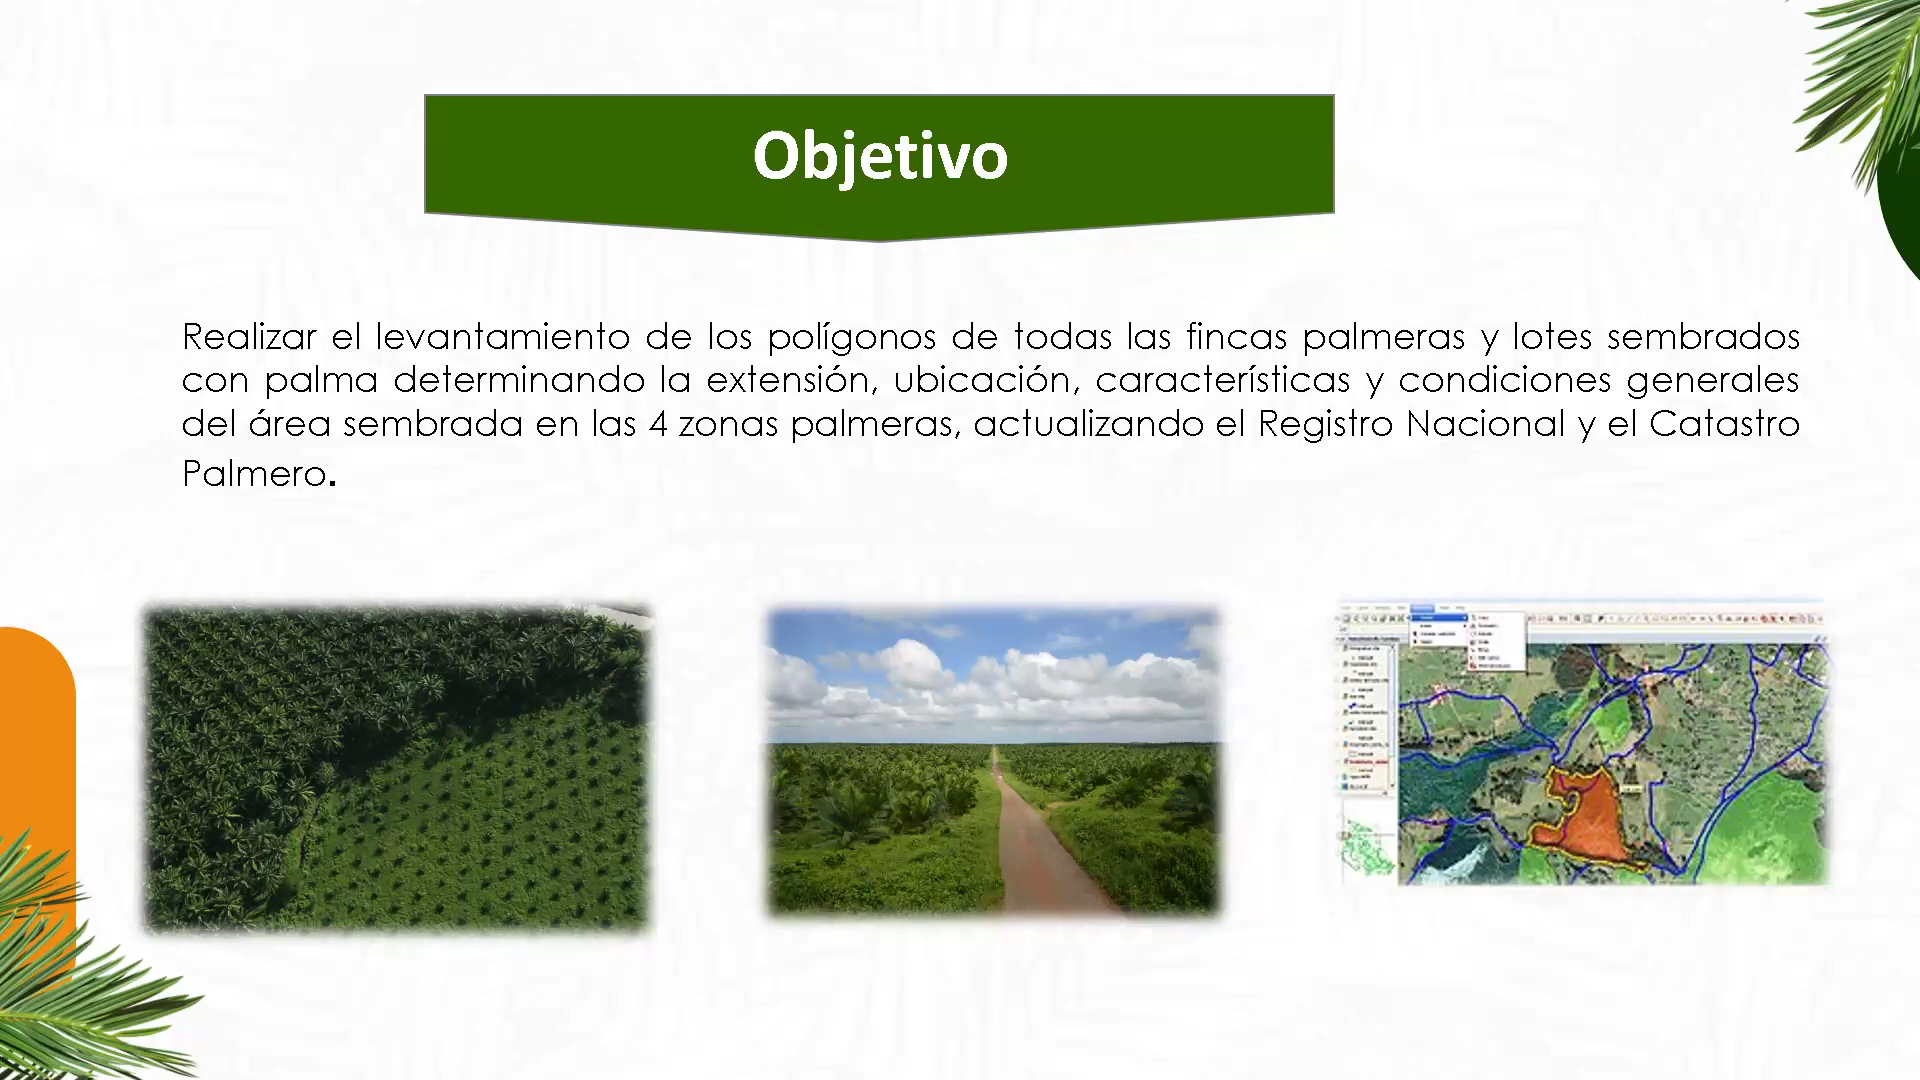 Objetivo
Realizar el levantamiento de los polígonos de todas las fincas palmeras y lotes sembrados
con palma determinando la extensión, ubicación, características y condiciones generales
del área sembrada en las 4 zonas palmeras, actualizando el Registro Nacional y el Catastro
Palmero.